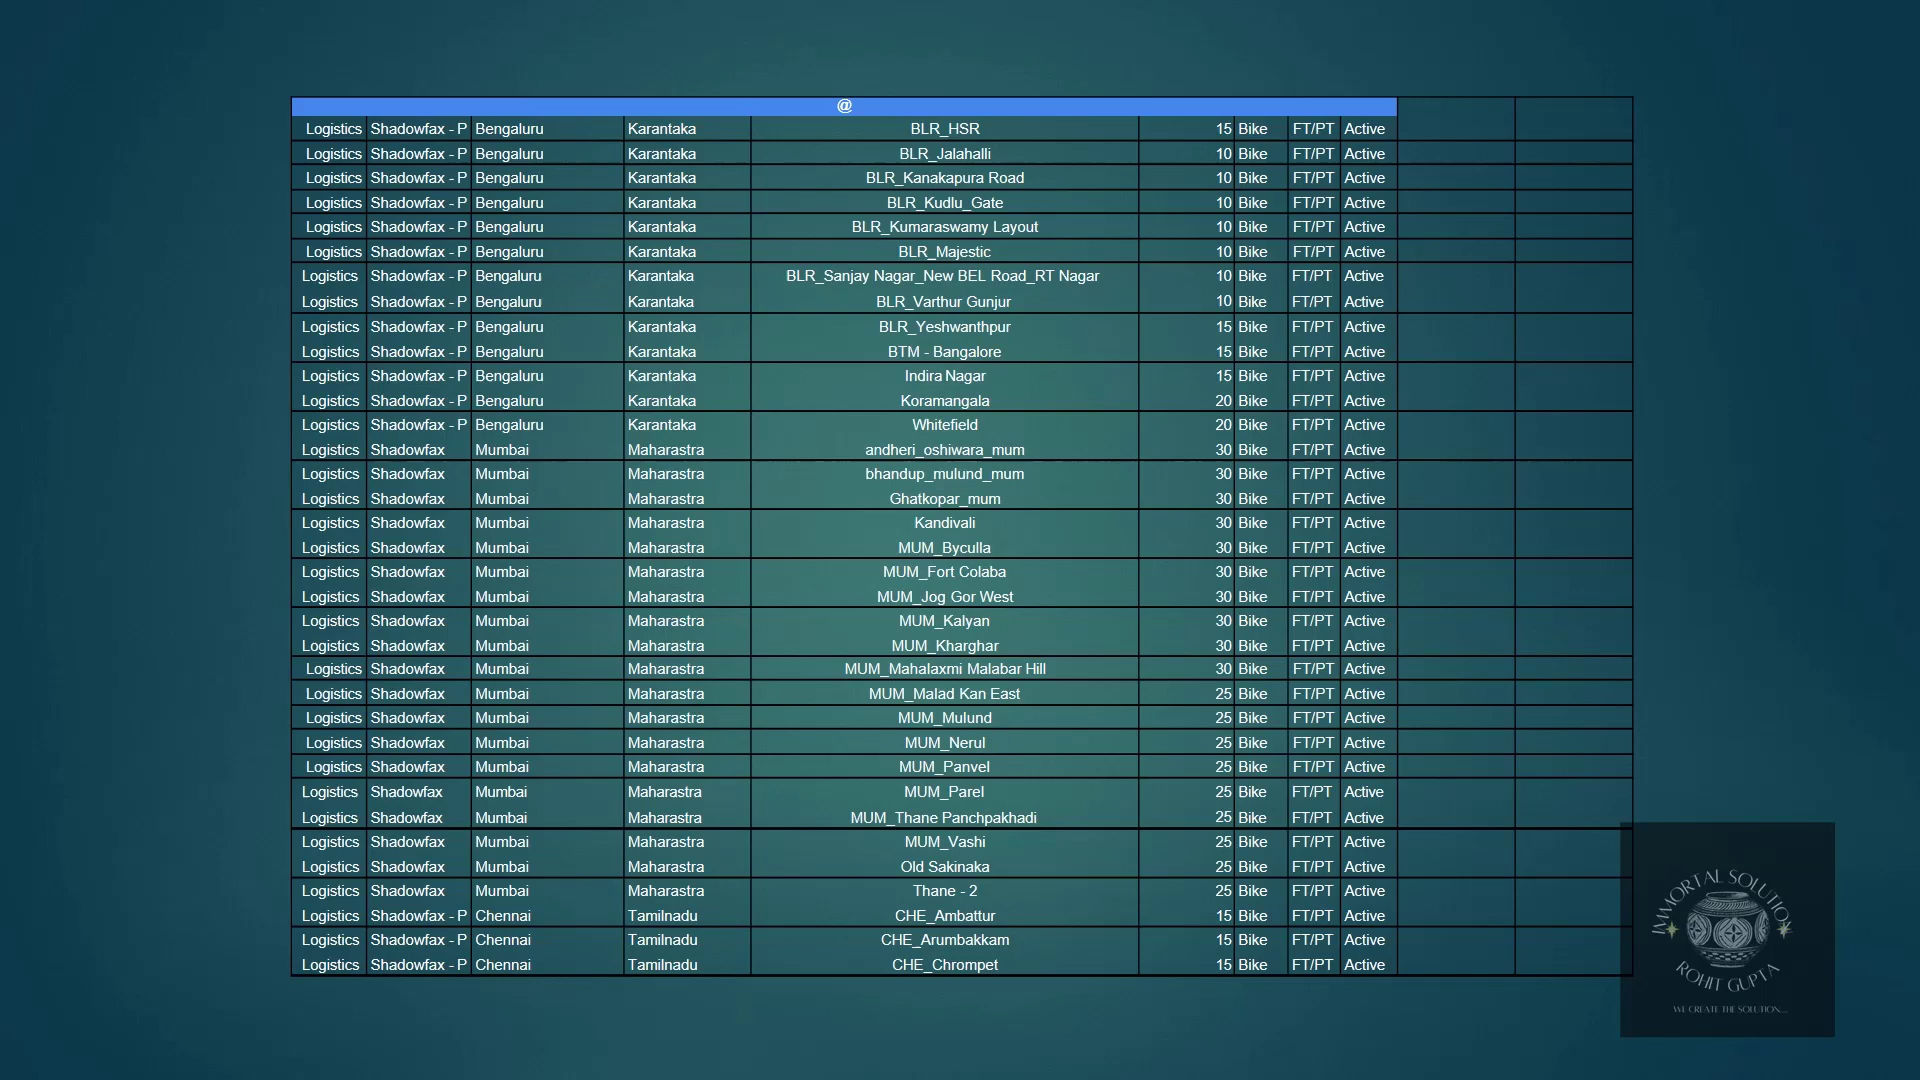 @
Logistics Shadowfax - P Bengaluru Karantaka BLR_HSR 15 Bike FT/PT Active
Logistics Shadowfax - P Bengaluru Karantaka BLR_Jalahalli 10 Bike FT/PT Active
Logistics Shadowfax - P Bengaluru Karantaka BLR_Kanakapura Road 10 Bike FT/PT Active
Logistics Shadowfax - P Bengaluru Karantaka BLR_Kudlu_Gate 10 Bike FT/PT Active
Logistics Shadowfax - P Bengaluru Karantaka BLR_Kumaraswamy Layout 10 Bike FT/PT Active
Logistics Shadowfax - P Bengaluru Karantaka BLR_Majestic 10 Bike FT/PT Active
Logistics Shadowfax - P Bengaluru Karantaka BLR_Sanjay Nagar_New BEL Road_RT Nagar 10 Bike FT/PT Active
Logistics Shadowfax - P Bengaluru Karantaka BLR_Varthur Gunjur 10 Bike FT/PT Active
Logistics Shadowfax - P Bengaluru Karantaka BLR_Yeshwanthpur 15 Bike FT/PT Active
Logistics Shadowfax - P Bengaluru Karantaka BTM - Bangalore 15 Bike FT/PT Active
Logistics Shadowfax - P Bengaluru Karantaka Indira Nagar 15 Bike FT/PT Active
Logistics Shadowfax - P Bengaluru Karantaka Koramangala 20 Bike FT/PT Active
Logistics Shadowfax - P Bengaluru Karantaka Whitefield 20 Bike FT/PT Active
Logistics Shadowfax Mumbai Maharastra andheri_oshiwara_mum 30 Bike FT/PT Active
Logistics Shadowfax Mumbai Maharastra bhandup_mulund_mum 30 Bike FT/PT Active
Logistics Shadowfax Mumbai Maharastra Ghatkopar_mum 30 Bike FT/PT Active
Logistics Shadowfax Mumbai Maharastra Kandivali 30 Bike FT/PT Active
Logistics Shadowfax Mumbai Maharastra MUM_Byculla 30 Bike FT/PT Active
Logistics Shadowfax Mumbai Maharastra MUM_Fort Colaba 30 Bike FT/PT Active
Logistics Shadowfax Mumbai Maharastra MUM_Jog Gor West 30 Bike FT/PT Active
Logistics Shadowfax Mumbai Maharastra MUM_Kalyan 30 Bike FT/PT Active
Logistics Shadowfax Mumbai Maharastra MUM_Kharghar 30 Bike FT/PT Active
Logistics Shadowfax Mumbai Maharastra MUM_Mahalaxmi Malabar Hill 30 Bike FT/PT Active
Logistics Shadowfax Mumbai Maharastra MUM_Malad Kan East 25 Bike FT/PT Active
Logistics Shadowfax Mumbai Maharastra MUM_Mulund 25 Bike FT/PT Active
Logistics Shadowfax Mumbai Maharastra MUM_Nerul 25 Bike FT/PT Active
Logistics Shadowfax Mumbai Maharastra MUM_Panvel 25 Bike FT/PT Active
Logistics Shadowfax Mumbai Maharastra MUM_Parel 25 Bike FT/PT Active
Logistics Shadowfax Mumbai Maharastra MUM_Thane Panchpakhadi 25 Bike FT/PT Active
Logistics Shadowfax Mumbai Maharastra MUM_Vashi 25 Bike FT/PT Active
Logistics Shadowfax Mumbai Maharastra Old Sakinaka 25 Bike FT/PT Active
Logistics Shadowfax Mumbai Maharastra Thane - 2 25 Bike FT/PT Active
Logistics Shadowfax - P Chennai Tamilnadu CHE_Ambattur 15 Bike FT/PT Active
Logistics Shadowfax - P Chennai Tamilnadu CHE_Arumbakkam 15 Bike FT/PT Active
Logistics Shadowfax - P Chennai Tamilnadu CHE_Chrompet 15 Bike FT/PT Active
IMMORTAL SOLUTION
ROHIT GUPTA
WE CREATE THE SOLUTION....